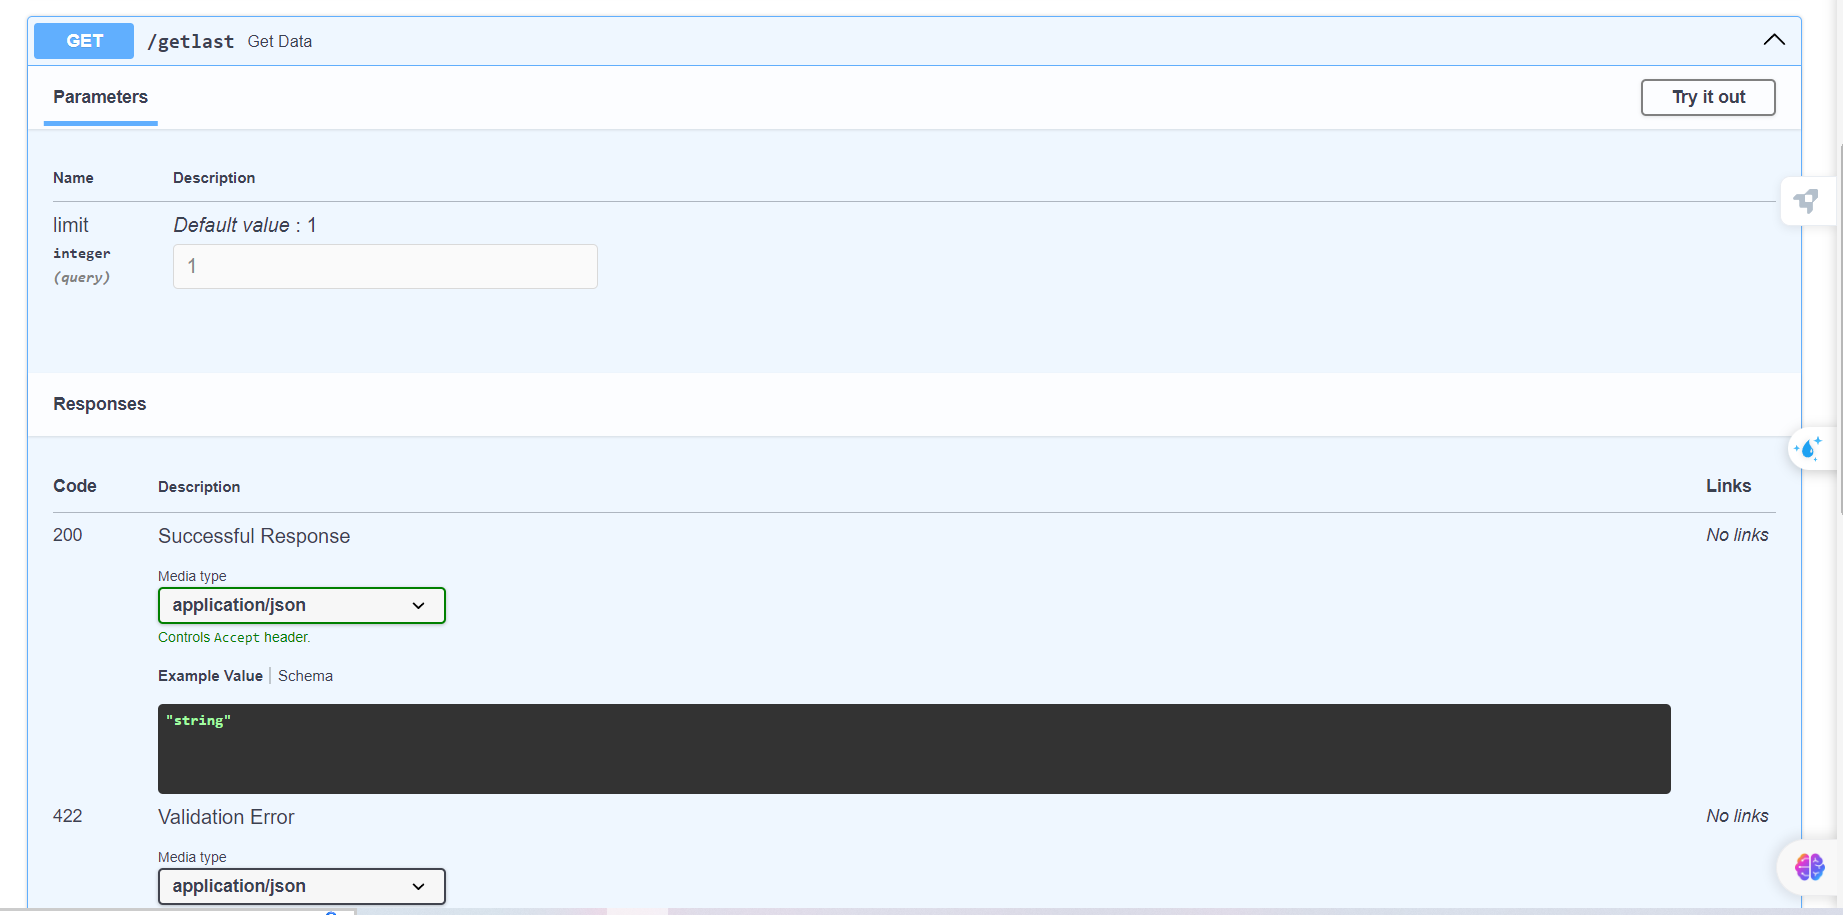 GET /getlast Get Data
Parameters
Try it out
Name Description
limit Default value : 1
integer
1
(query)
Responses
Code Description Links
200 Successful Response No links
Media type
application/json
Controls Accept header.
Example Value Schema
"string"
422 Validation Error No links
Media type
application/json